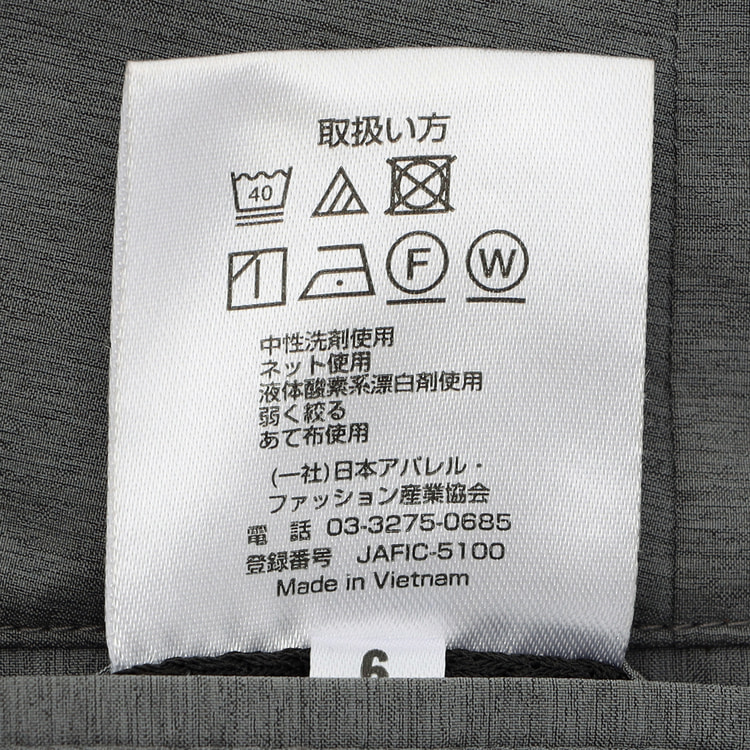 取扱い方
40
F W
中性洗剤使用
ネット使用
液体酸素系漂白剤使用
弱く絞る
あて布使用
(一社)日本アパレル・
ファッション産業協会
電 話 03-3275-0685
登録番号 JAFIC-5100
Made in Vietnam
6